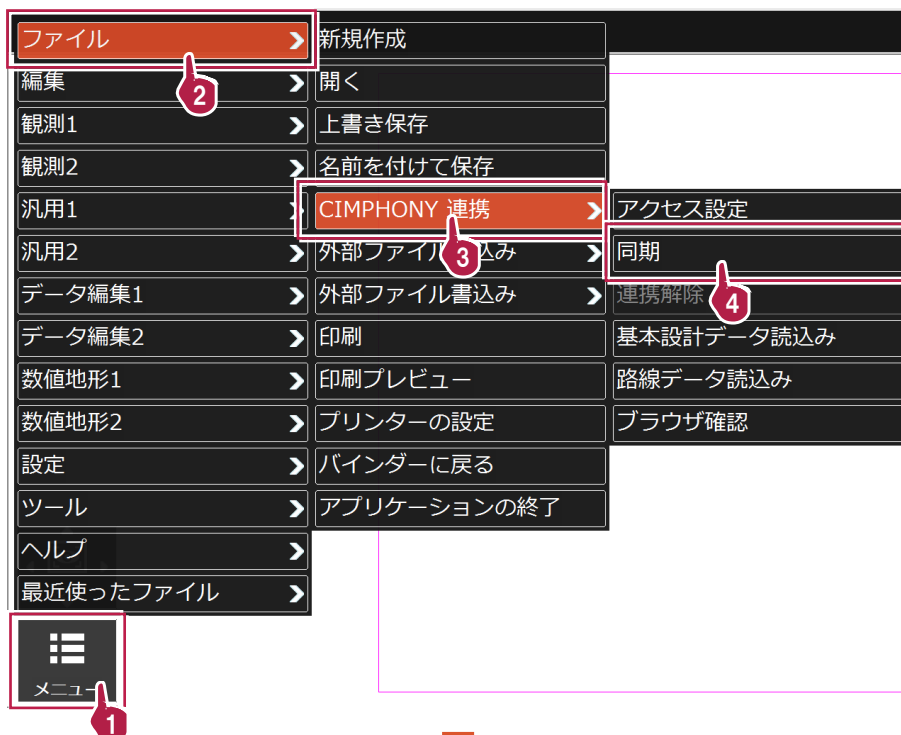 ファイル
編集
観測1
観測2
汎用1
汎用2
データ編集1
データ編集2
数値地形1
数値地形2
設定
ツール
ヘルプ
最近使ったファイル
メニュー
新規作成
開く
上書き保存
名前を付けて保存
CIMPHONY 連携
外部ファイル 込み
外部ファイル書込み
印刷
印刷プレビュー
プリンターの設定
バインダーに戻る
アプリケーションの終了
アクセス設定
同期
連携解除
基本設計データ読込み
路線データ読込み
ブラウザ確認
1
2
3
4